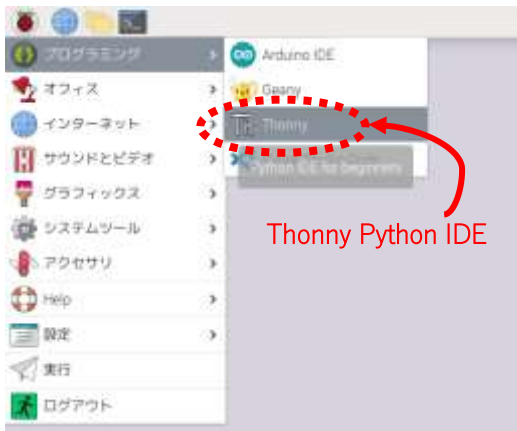 プログラミング
Arduino IDE
オフィス
Geany
インターネット
Thonny
サウンドとビデオ
Python IDE for beginners
グラフィックス
システムツール
Thonny Python IDE
アクセサリ
Help
設定
実行
ログアウト